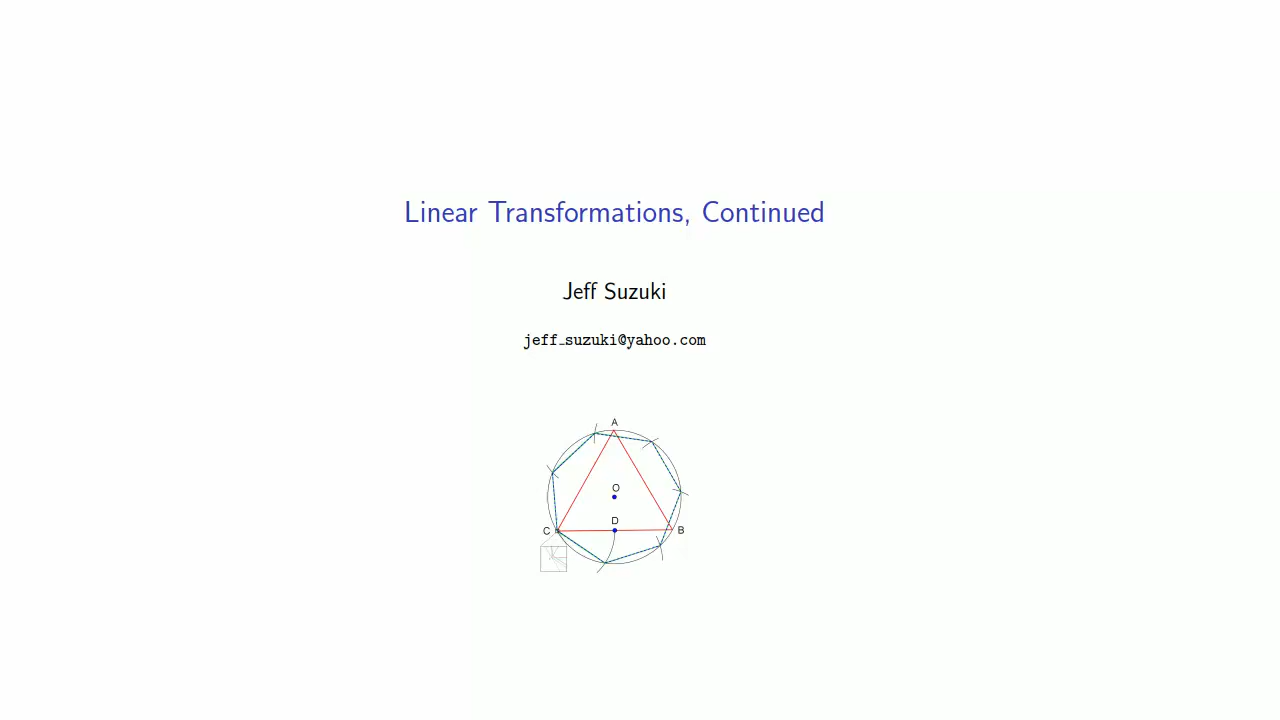 Linear Transformations, Continued
Jeff Suzuki
jeff_suzuki@yahoo.com
A
O
D
C
B